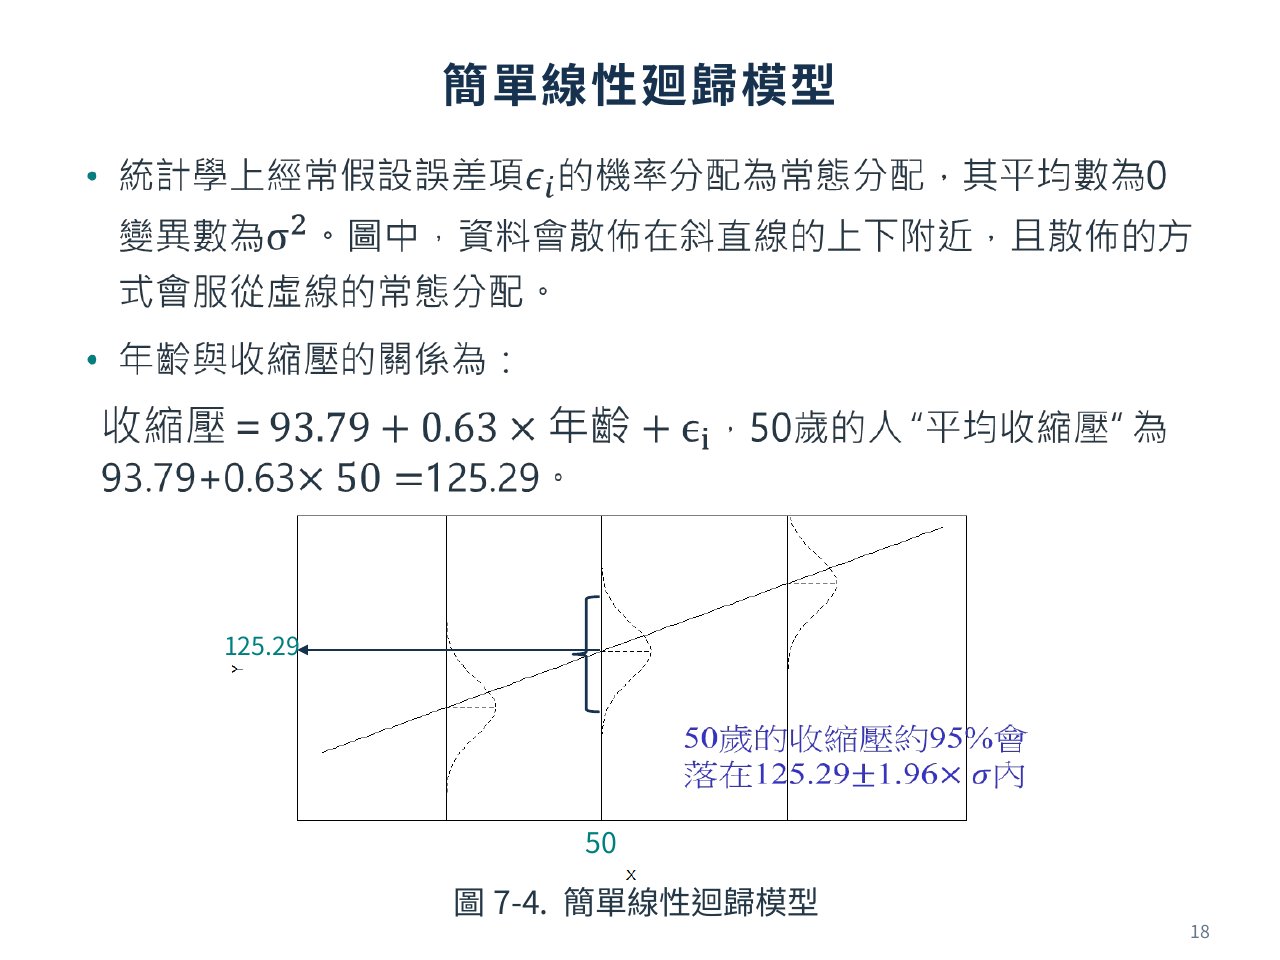 簡單線性廻歸模型
• 統計學上經常假設誤差項ϵᵢ的機率分配為常態分配，其平均數為0
變異數為σ²。圖中，資料會散佈在斜直線的上下附近，且散佈的方
式會服從虛線的常態分配。
• 年齡與收縮壓的關係為：
收縮壓 = 93.79 + 0.63 × 年齡 + ϵᵢ，50歲的人 “平均收縮壓“ 為
93.79+0.63× 50 =125.29。
125.29
Y
50歲的收縮壓約95%會
落在125.29±1.96× σ內
50
X
圖 7-4. 簡單線性迴歸模型
18